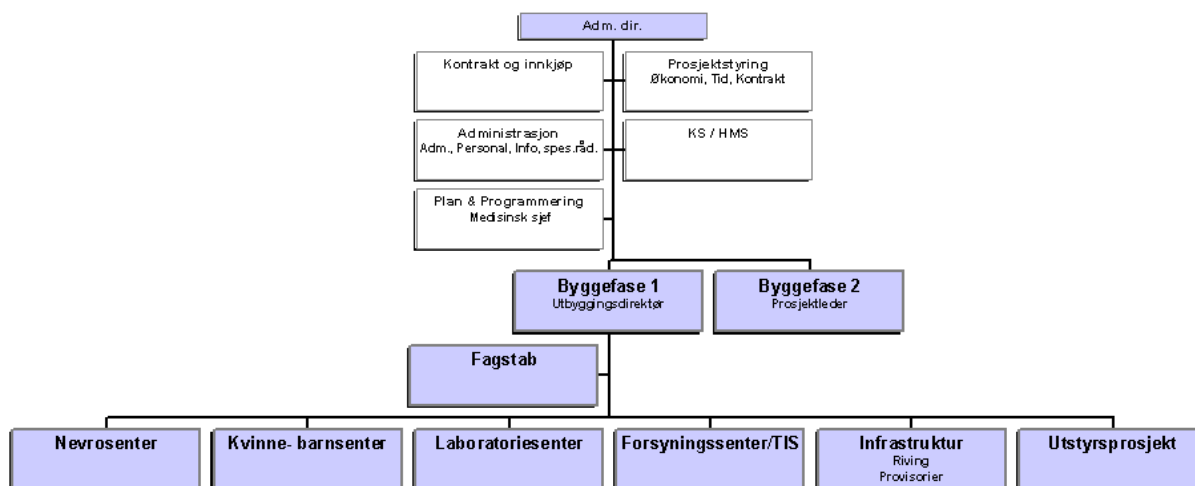 Adm. dir.
Kontrakt og innkjøp
Prosjektstyring
Økonomi, Tid, Kontrakt
Administrasjon
Adm., Personal, Info, spes.råd.
KS / HMS
Plan & Programmering
Medisinsk sjef
Byggefase 1
Utbyggingsdirektør
Byggefase 2
Prosjektleder
Fagstab
Nevrosenter
Kvinne- barnsenter
Laboratoriesenter
Forsyningssenter/TIS
Infrastruktur
Riving
Provisorier
Utstyrsprosjekt